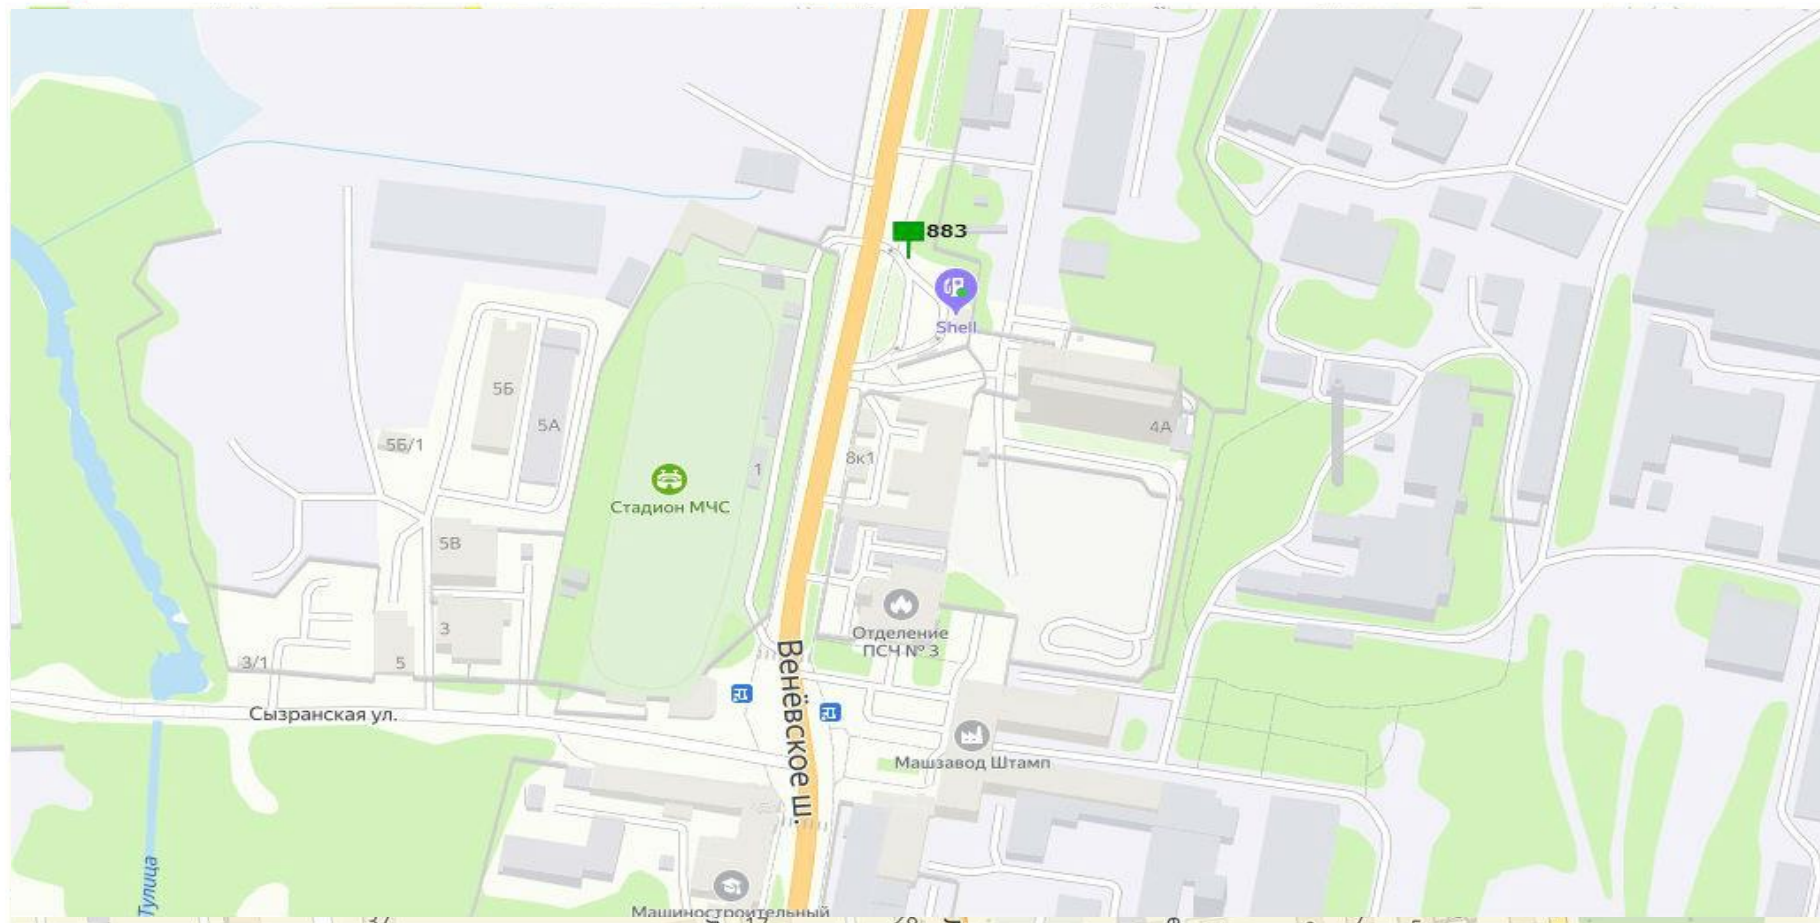 883
Shell
5Б
5А
5Б/1
4А
8к1
1
Стадион МЧС
5В
3
Отделение
ПСЧ № 3
3/1
5
Венёвское ш.
Сызранская ул.
Машзавод Штамп
Тулица
Машиностроительный